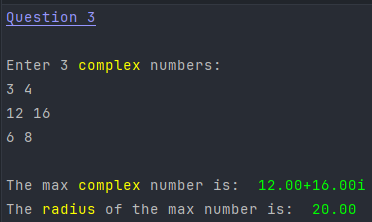 Question 3
Enter 3 complex numbers:
3 4
12 16
6 8
The max complex number is:  12.00+16.00i
The radius of the max number is:  20.00